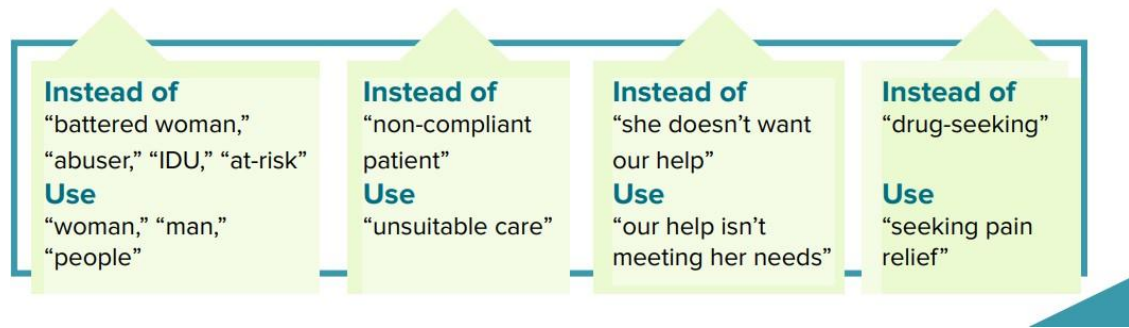 Instead of
“battered woman,”
“abuser,” “IDU,” “at-risk”
Use
“woman,” “man,”
“people”
Instead of
“non-compliant
patient”
Use
“unsuitable care”
Instead of
“she doesn’t want
our help”
Use
“our help isn’t
meeting her needs”
Instead of
“drug-seeking”
Use
“seeking pain
relief”